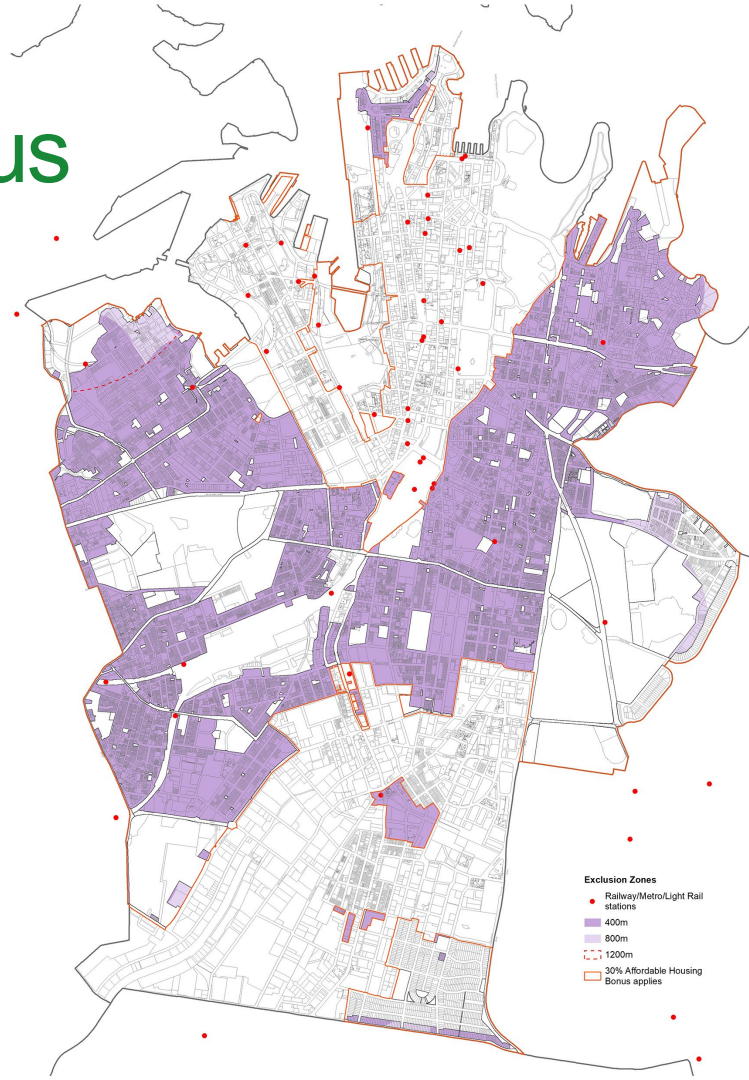 us
Exclusion Zones
Railway/Metro/Light Rail
stations
400m
800m
1200m
30% Affordable Housing
Bonus applies